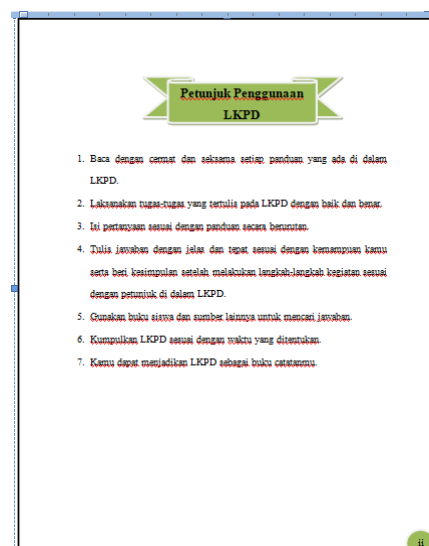 Petunjuk Penggunaan
LKPD
1. Baca dengan cermat dan seksama setiap panduan yang ada di dalam
LKPD.
2. Laksanakan tugas-tugas yang tertulis pada LKPD dengan baik dan benar.
3. Isi pertanyaan sesuai dengan panduan secara berurutan.
4. Tulis jawaban dengan jelas dan tepat sesuai dengan kemampuan kamu
serta beri kesimpulan setelah melakukan langkah-langkah kegiatan sesuai
dengan petunjuk di dalam LKPD.
5. Gunakan buku siswa dan sumber lainnya untuk mencari jawaban.
6. Kumpulkan LKPD sesuai dengan waktu yang ditentukan.
7. Kamu dapat menjadikan LKPD sebagai buku catatanmu.
ii